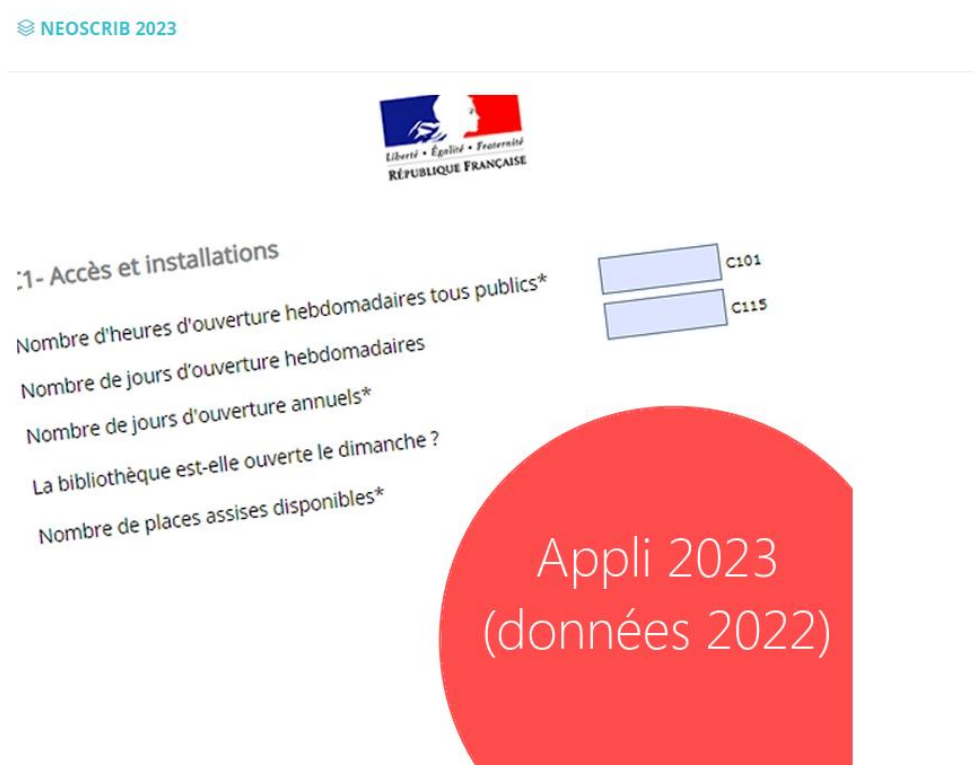 NEOSCRIB 2023
Liberté • Égalité • Fraternité
RÉPUBLIQUE FRANÇAISE
C1- Accès et installations
Nombre d'heures d'ouverture hebdomadaires tous publics*
C101
Nombre de jours d'ouverture hebdomadaires
C115
Nombre de jours d'ouverture annuels*
La bibliothèque est-elle ouverte le dimanche ?
Nombre de places assises disponibles*
Appli 2023
(données 2022)